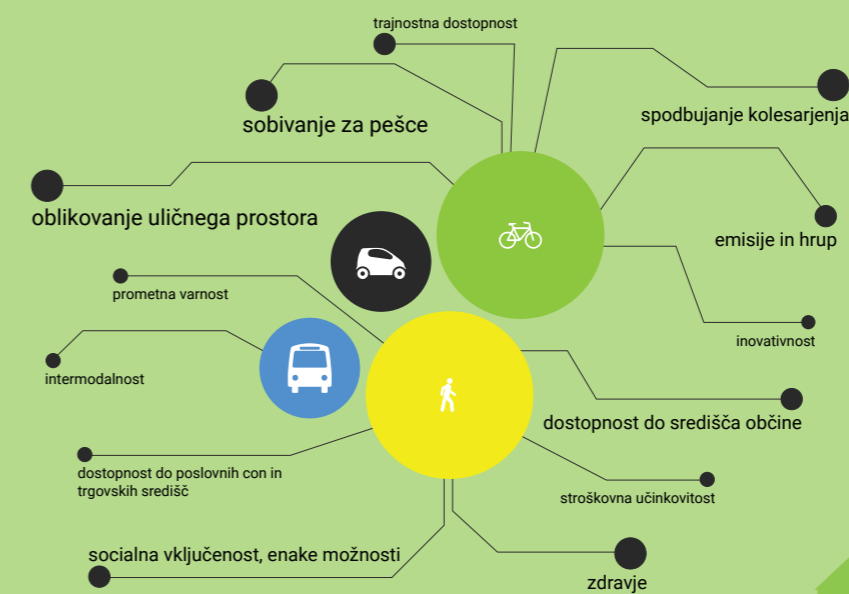 trajnostna dostopnost
sobivanje za pešce
spodbujanje kolesarjenja
oblikovanje uličnega prostora
emisije in hrup
prometna varnost
inovativnost
intermodalnost
dostopnost do središča občine
dostopnost do poslovnih con in
trgovskih središč
stroškovna učinkovitost
socialna vključenost, enake možnosti
zdravje